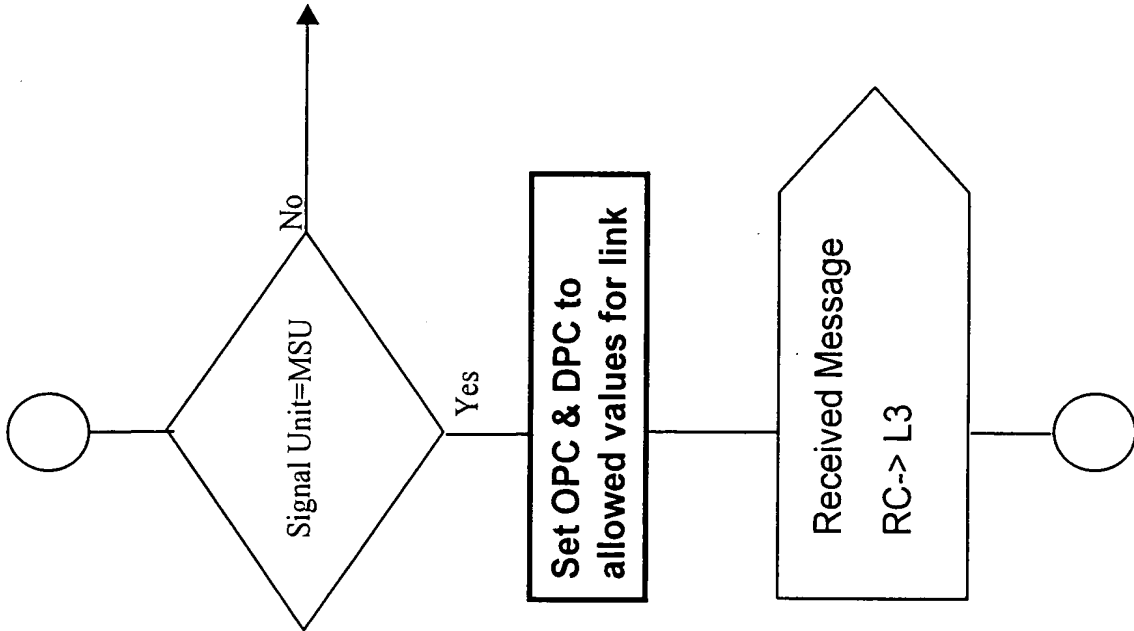 Signal Unit=MSU
No
Yes
Set OPC & DPC to
allowed values for link
Received Message
RC-> L3